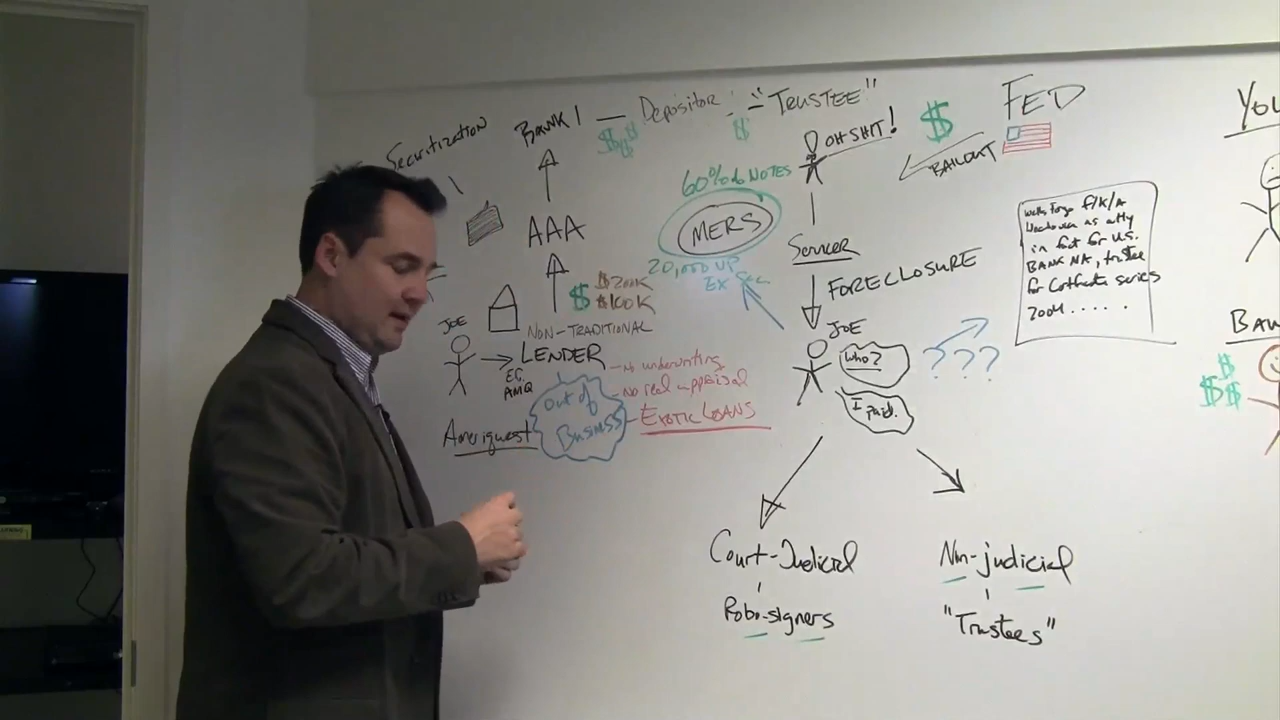 Securitization
BANK 1 — Depositor - "TRUSTEE"
$$$
$
OH SHIT!
$
FED
BAILOUT
60% of NOTES
MERS
20,000 VP
EX Sec
AAA
$ $200K
$100K
NON-TRADITIONAL
JOE
LENDER
E.G.
AMQ
Ameriquest
Out of
Business
- No underwriting
- No real appraisal
- EXOTIC LOANS
Servicer
FORECLOSURE
JOE
Who?
I paid.
? ? ?
Wells Fargo f/k/a
Wachovia as atty
in fact for U.S.
BANK NA, trustee
for Certificate series
2004 . . . . . .
YOU
BAN
$
$$
Court-Judicial
Robo-signers
Non-judicial
"Trustees"